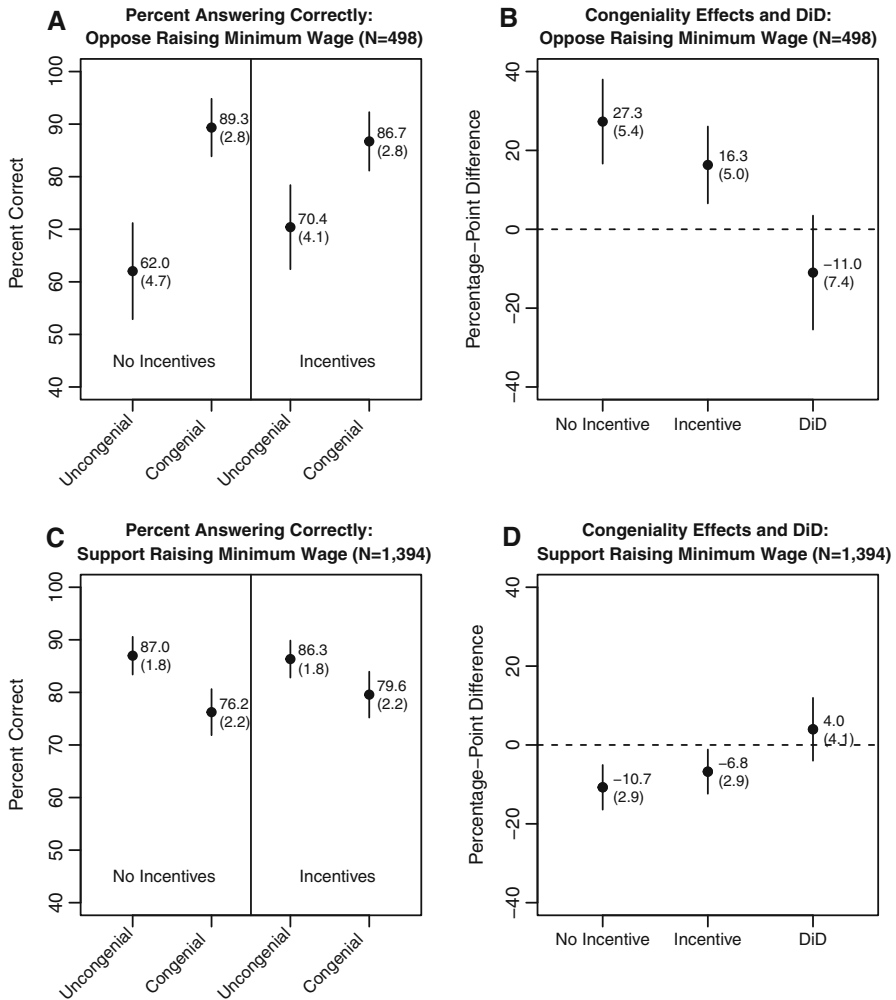 A
Percent Answering Correctly:
Oppose Raising Minimum Wage (N=498)
Percent Correct
100
90
80
70
60
50
40
62.0
(4.7)
89.3
(2.8)
70.4
(4.1)
86.7
(2.8)
No Incentives
Incentives
Uncongenial
Congenial
Uncongenial
Congenial
B
Congeniality Effects and DiD:
Oppose Raising Minimum Wage (N=498)
Percentage−Point Difference
40
20
0
−20
−40
27.3
(5.4)
16.3
(5.0)
−11.0
(7.4)
No Incentive
Incentive
DiD
C
Percent Answering Correctly:
Support Raising Minimum Wage (N=1,394)
Percent Correct
100
90
80
70
60
50
40
87.0
(1.8)
76.2
(2.2)
86.3
(1.8)
79.6
(2.2)
No Incentives
Incentives
Uncongenial
Congenial
Uncongenial
Congenial
D
Congeniality Effects and DiD:
Support Raising Minimum Wage (N=1,394)
Percentage−Point Difference
40
20
0
−20
−40
−10.7
(2.9)
−6.8
(2.9)
4.0
(4.1)
No Incentive
Incentive
DiD